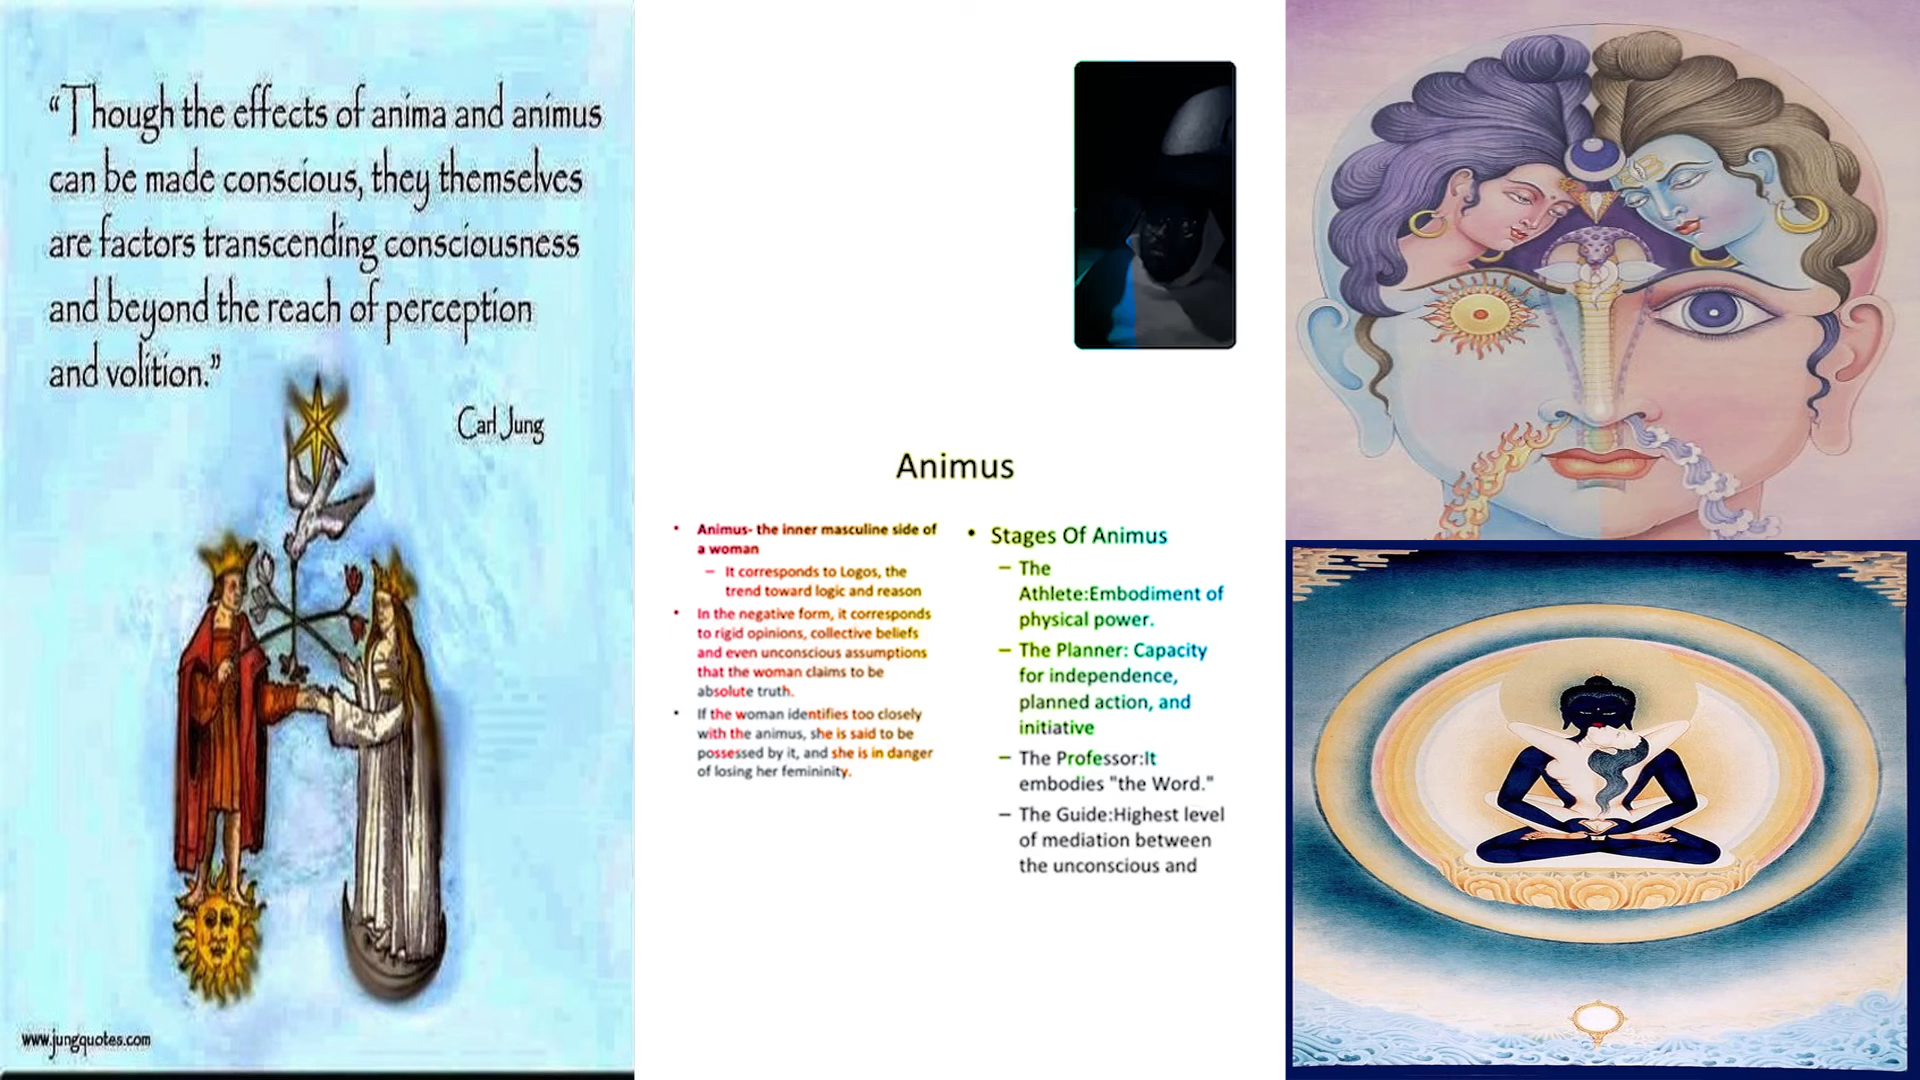 “Though the effects of anima and animus
can be made conscious, they themselves
are factors transcending consciousness
and beyond the reach of perception
and volition.”
Carl Jung
www.jungquotes.com
Animus
• Animus- the inner masculine side of
a woman
– It corresponds to Logos, the
trend toward logic and reason
• In the negative form, it corresponds
to rigid opinions, collective beliefs
and even unconscious assumptions
that the woman claims to be
absolute truth.
• If the woman identifies too closely
with the animus, she is said to be
possessed by it, and she is in danger
of losing her femininity.
• Stages Of Animus
– The
Athlete:Embodiment of
physical power.
– The Planner: Capacity
for independence,
planned action, and
initiative
– The Professor:It
embodies "the Word."
– The Guide:Highest level
of mediation between
the unconscious and